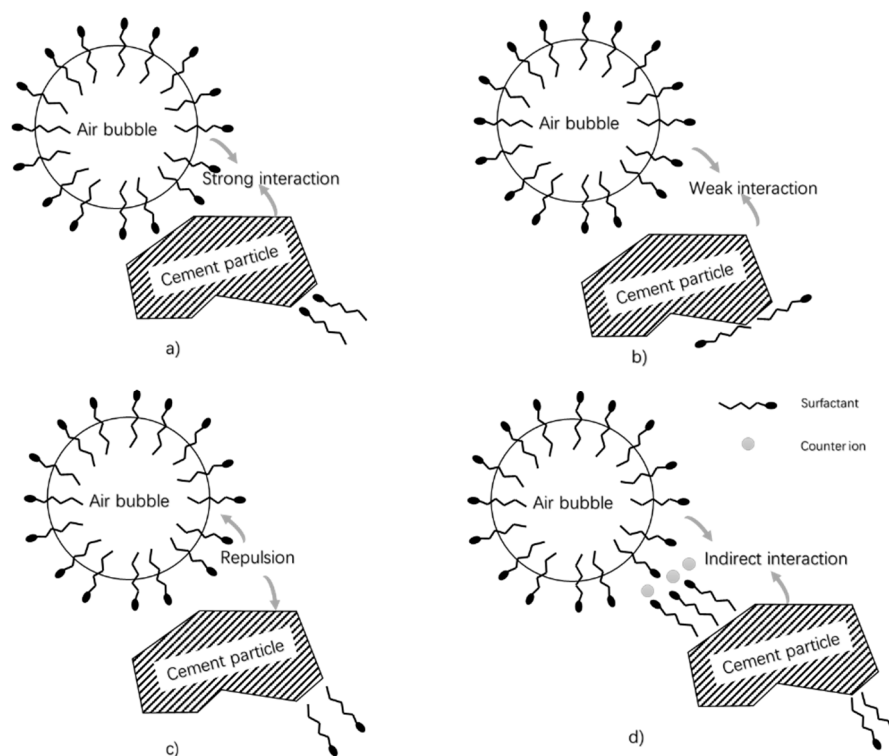 Air bubble
Strong interaction
Cement particle
a)
Air bubble
Weak interaction
Cement particle
b)
Air bubble
Repulsion
Cement particle
c)
Surfactant
Counter ion
Air bubble
Indirect interaction
Cement particle
d)